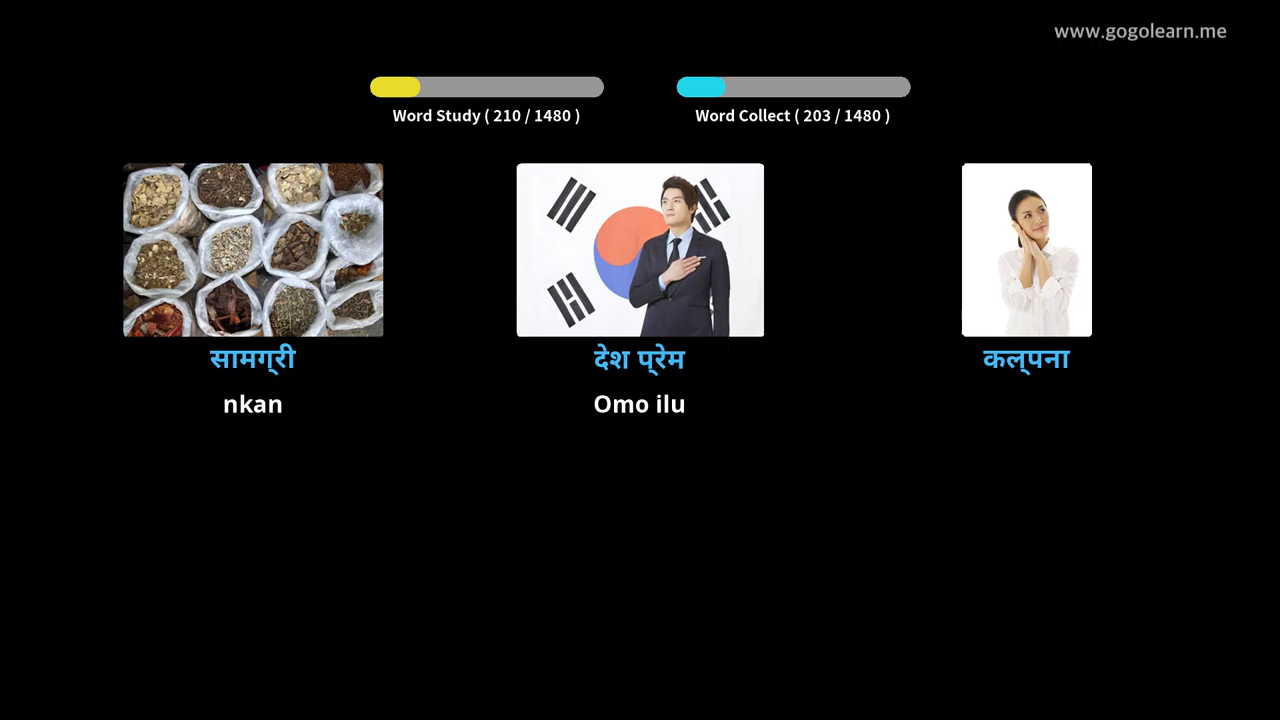 www.gogolearn.me
Word Study ( 210 / 1480 )
Word Collect ( 203 / 1480 )
सामग्री
देश प्रेम
कल्पना
nkan
Omo ilu